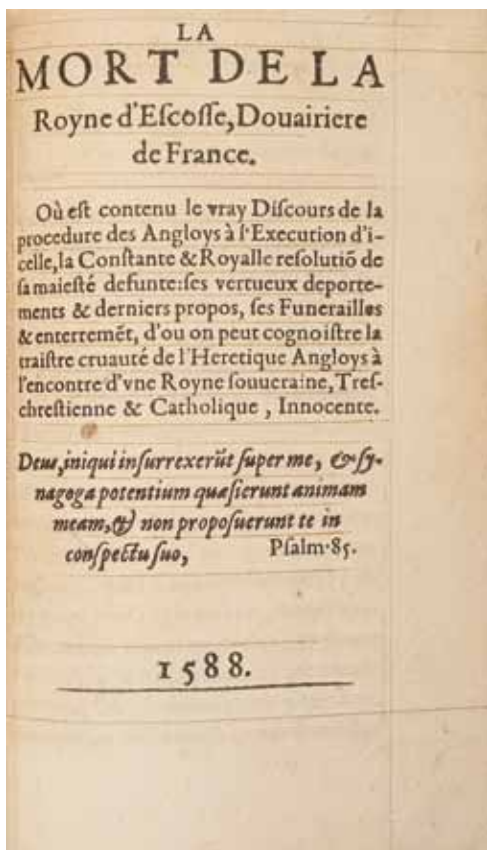 LA
MORT DE LA
Royne d'Eſcoſſe, Douairiere
de France.
Où eſt contenu le vray Diſcours de la
procedure des Angloys à l'Execution d'i-
celle, la Conſtante & Royalle reſolutiõ de
ſa maieſté defunte: ſes vertueux deporte-
ments & derniers propos, ſes Funerailles
& enterremẽt, d'ou on peut cognoiſtre la
traiſtre cruauté de l'Heretique Angloys à
l'encontre d'vne Royne ſouueraine, Treſ-
chreſtienne & Catholique, Innocente.
Deus, iniqui inſurrexerũt ſuper me, & ſy-
nagoga potentium quæſierunt animam
meam, & non propoſuerunt te in
conſpectu ſuo, Pſalm. 85.
1588.